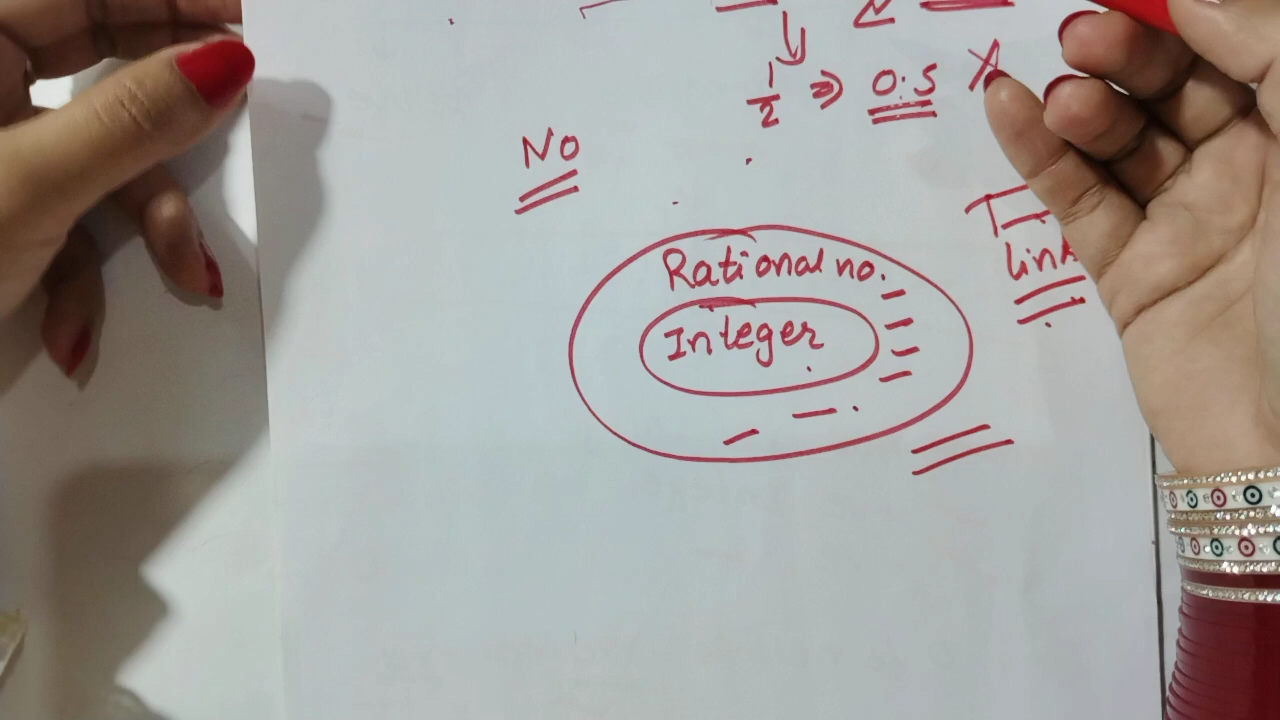 1/2 ⇒ 0.5 X
No
Rational no.
Integer